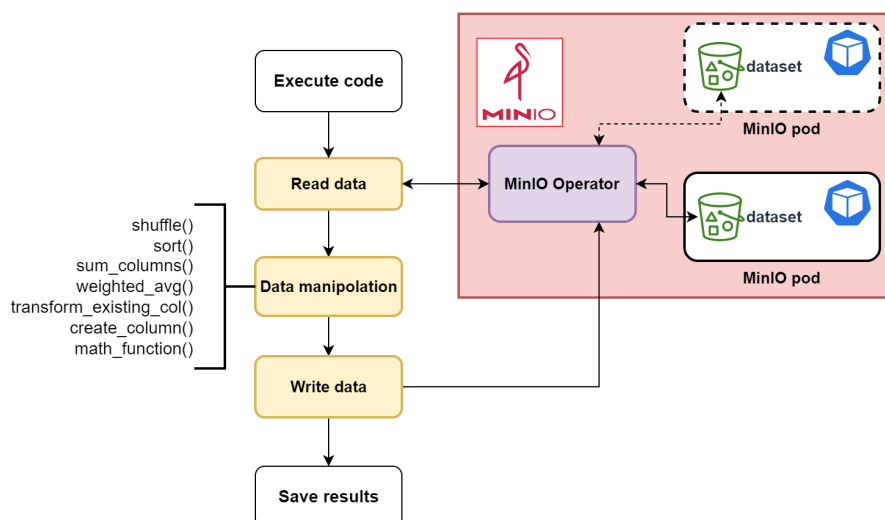 Execute code
Read data
Data manipolation
Write data
Save results
shuffle()
sort()
sum_columns()
weighted_avg()
transform_existing_col()
create_column()
math_function()
MINIO
MinIO Operator
dataset
MinIO pod
dataset
MinIO pod